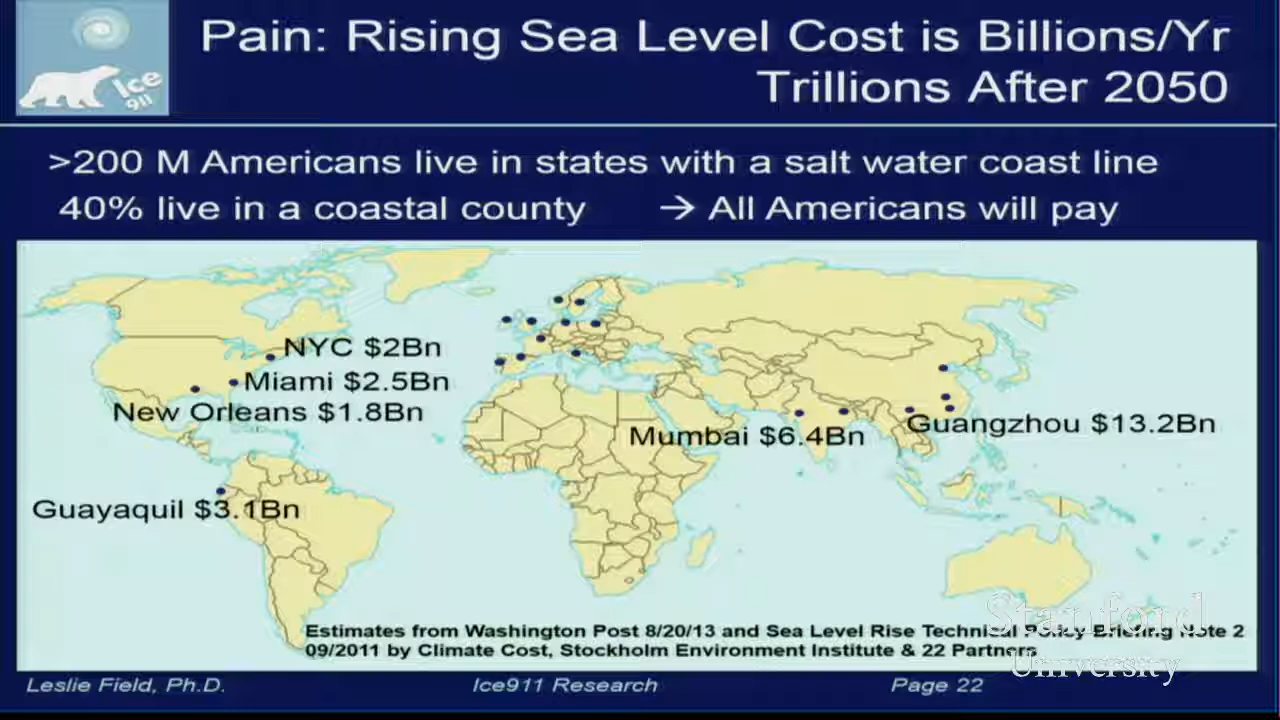 Ice
911
Pain: Rising Sea Level Cost is Billions/Yr
Trillions After 2050
>200 M Americans live in states with a salt water coast line
40% live in a coastal county → All Americans will pay
NYC $2Bn
Miami $2.5Bn
New Orleans $1.8Bn
Guangzhou $13.2Bn
Mumbai $6.4Bn
Guayaquil $3.1Bn
Estimates from Washington Post 8/20/13 and Sea Level Rise Technical Policy Briefing Note 2
09/2011 by Climate Cost, Stockholm Environment Institute & 22 Partners
Stanford
University
Leslie Field, Ph.D. Ice911 Research Page 22